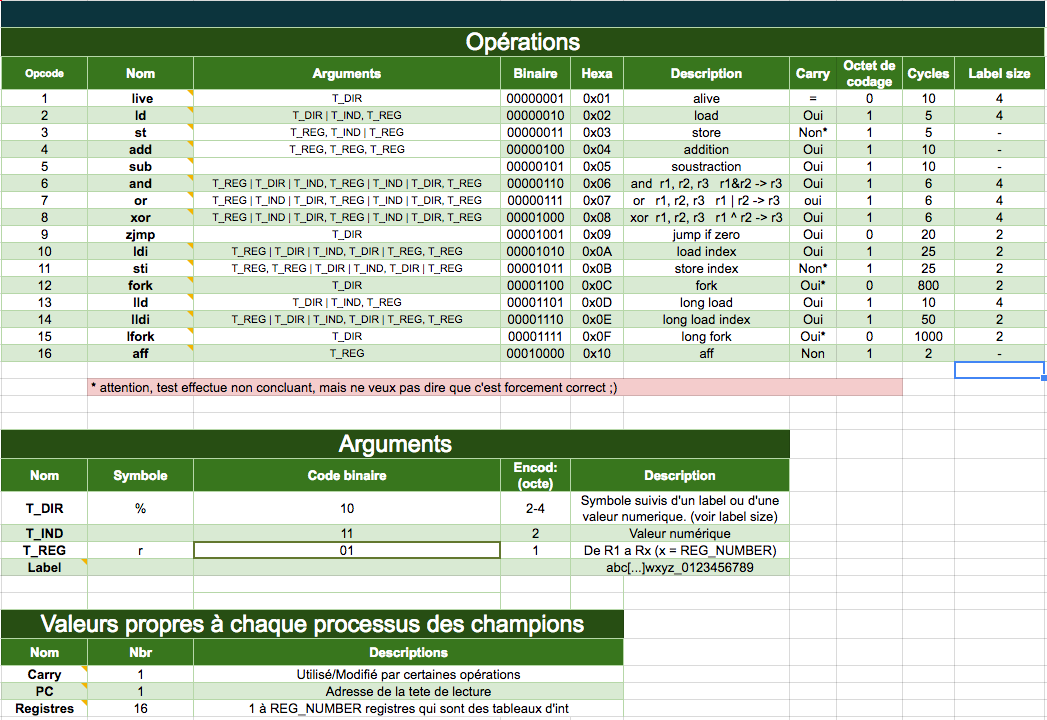 Opérations
Opcode Nom Arguments Binaire Hexa Description Carry Octet de codage Cycles Label size
1 live T_DIR 00000001 0x01 alive = 0 10 4
2 ld T_DIR | T_IND, T_REG 00000010 0x02 load Oui 1 5 4
3 st T_REG, T_IND | T_REG 00000011 0x03 store Non* 1 5 -
4 add T_REG, T_REG, T_REG 00000100 0x04 addition Oui 1 10 -
5 sub 00000101 0x05 soustraction Oui 1 10 -
6 and T_REG | T_DIR | T_IND, T_REG | T_IND | T_DIR, T_REG 00000110 0x06 and r1, r2, r3 r1&r2 -> r3 Oui 1 6 4
7 or T_REG | T_IND | T_DIR, T_REG | T_IND | T_DIR, T_REG 00000111 0x07 or r1, r2, r3 r1 | r2 -> r3 oui 1 6 4
8 xor T_REG | T_IND | T_DIR, T_REG | T_IND | T_DIR, T_REG 00001000 0x08 xor r1, r2, r3 r1 ^ r2 -> r3 Oui 1 6 4
9 zjmp T_DIR 00001001 0x09 jump if zero Oui 0 20 2
10 ldi T_REG | T_DIR | T_IND, T_DIR | T_REG, T_REG 00001010 0x0A load index Oui 1 25 2
11 sti T_REG, T_REG | T_DIR | T_IND, T_DIR | T_REG 00001011 0x0B store index Non* 1 25 2
12 fork T_DIR 00001100 0x0C fork Oui* 0 800 2
13 lld T_DIR | T_IND, T_REG 00001101 0x0D long load Oui 1 10 4
14 lldi T_REG | T_DIR | T_IND, T_DIR | T_REG, T_REG 00001110 0x0E long load index Oui 1 50 2
15 lfork T_DIR 00001111 0x0F long fork Oui* 0 1000 2
16 aff T_REG 00010000 0x10 aff Non 1 2 -
* attention, test effectue non concluant, mais ne veux pas dire que c'est forcement correct ;)
Arguments
Nom Symbole Code binaire Encod: (octe) Description
T_DIR % 10 2-4 Symbole suivis d'un label ou d'une valeur numerique. (voir label size)
T_IND 11 2 Valeur numérique
T_REG r 01 1 De R1 a Rx (x = REG_NUMBER)
Label abc[...]wxyz_0123456789
Valeurs propres à chaque processus des champions
Nom Nbr Descriptions
Carry 1 Utilisé/Modifié par certaines opérations
PC 1 Adresse de la tete de lecture
Registres 16 1 à REG_NUMBER registres qui sont des tableaux d'int